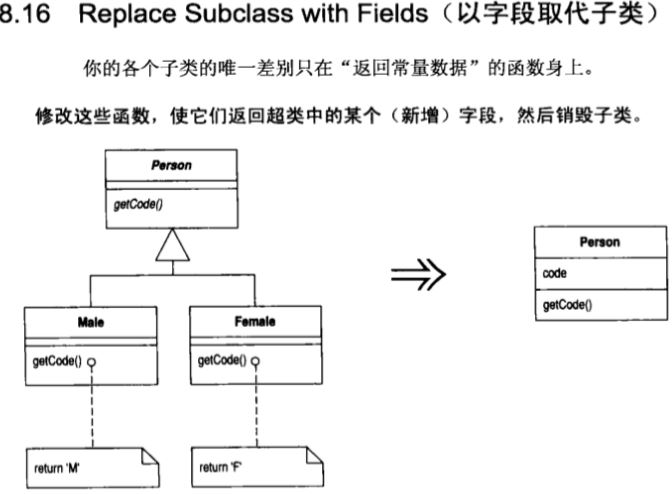 8.16 Replace Subclass with Fields（以字段取代子类）
你的各个子类的唯一差别只在“返回常量数据”的函数身上。
修改这些函数，使它们返回超类中的某个（新增）字段，然后销毁子类。
Person
getCode()
Person
code
getCode()
Male
Female
getCode()
getCode()
return 'M'
return 'F'